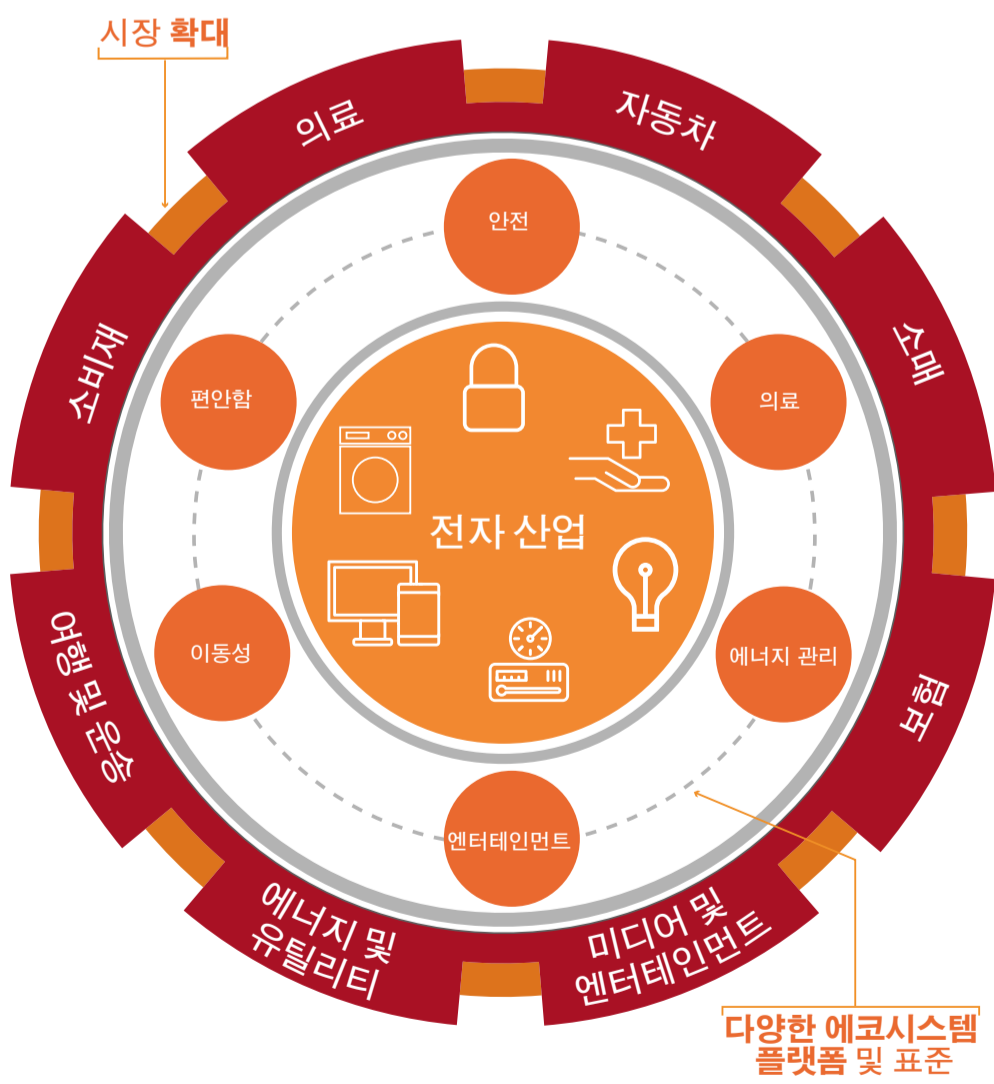 시장 확대
의료
자동차
소비재
소매
안전
편안함
의료
전자 산업
이동성
에너지 관리
엔터테인먼트
여행 및 운송
보험
에너지 및
유틸리티
미디어 및
엔터테인먼트
다양한 에코시스템
플랫폼 및 표준